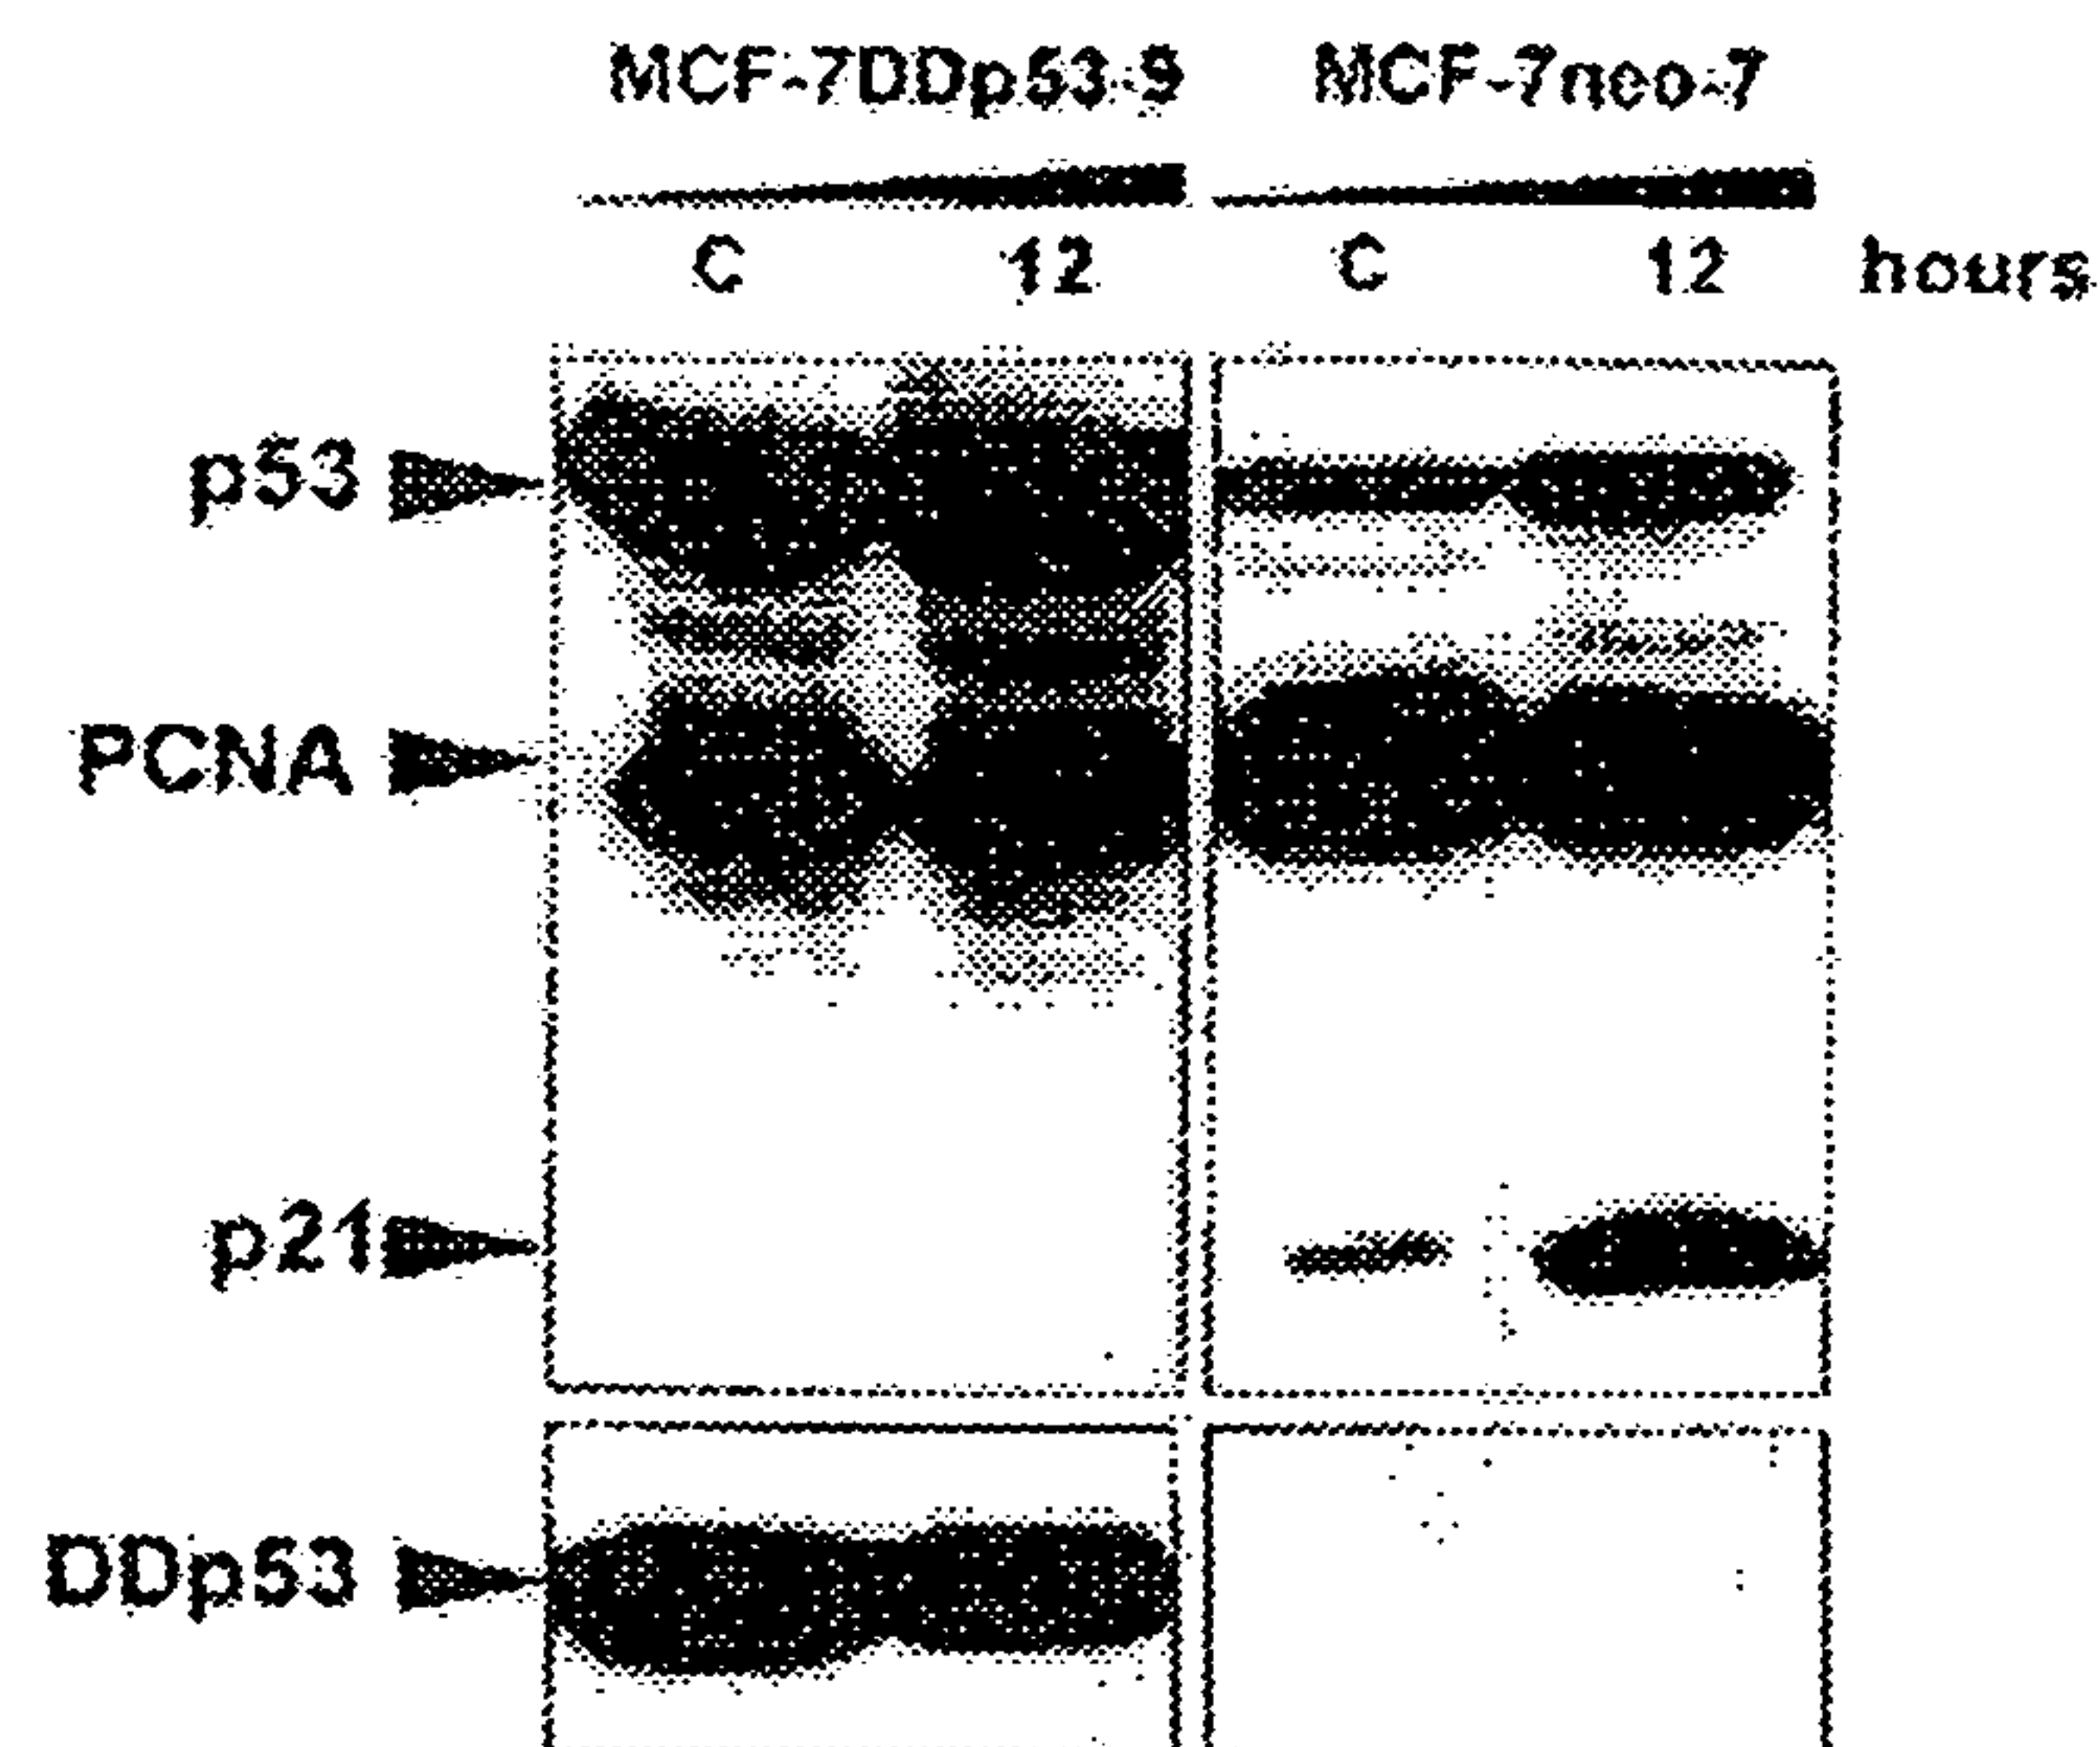 MCF-7DDp53-9 MCF-7neo-7
C 12 C 12 hours
p53
PCNA
p21
DDp53